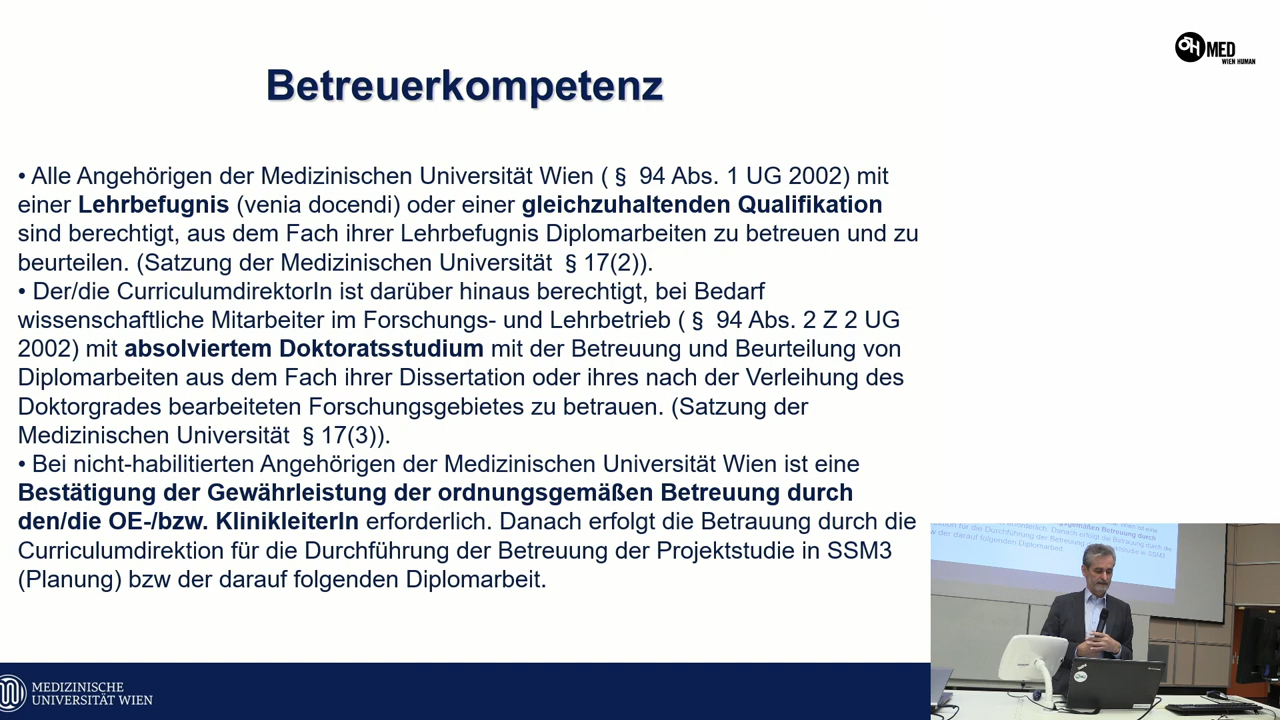 ÖH MED
WIEN HUMAN
Betreuerkompetenz
• Alle Angehörigen der Medizinischen Universität Wien ( § 94 Abs. 1 UG 2002) mit
einer Lehrbefugnis (venia docendi) oder einer gleichzuhaltenden Qualifikation
sind berechtigt, aus dem Fach ihrer Lehrbefugnis Diplomarbeiten zu betreuen und zu
beurteilen. (Satzung der Medizinischen Universität § 17(2)).
• Der/die CurriculumdirektorIn ist darüber hinaus berechtigt, bei Bedarf
wissenschaftliche Mitarbeiter im Forschungs- und Lehrbetrieb ( § 94 Abs. 2 Z 2 UG
2002) mit absolviertem Doktoratsstudium mit der Betreuung und Beurteilung von
Diplomarbeiten aus dem Fach ihrer Dissertation oder ihres nach der Verleihung des
Doktorgrades bearbeiteten Forschungsgebietes zu betrauen. (Satzung der
Medizinischen Universität § 17(3)).
• Bei nicht-habilitierten Angehörigen der Medizinischen Universität Wien ist eine
Bestätigung der Gewährleistung der ordnungsgemäßen Betreuung durch
den/die OE-/bzw. KlinikleiterIn erforderlich. Danach erfolgt die Betrauung durch die
Curriculumdirektion für die Durchführung der Betreuung der Projektstudie in SSM3
(Planung) bzw der darauf folgenden Diplomarbeit.
MEDIZINISCHE
UNIVERSITÄT WIEN